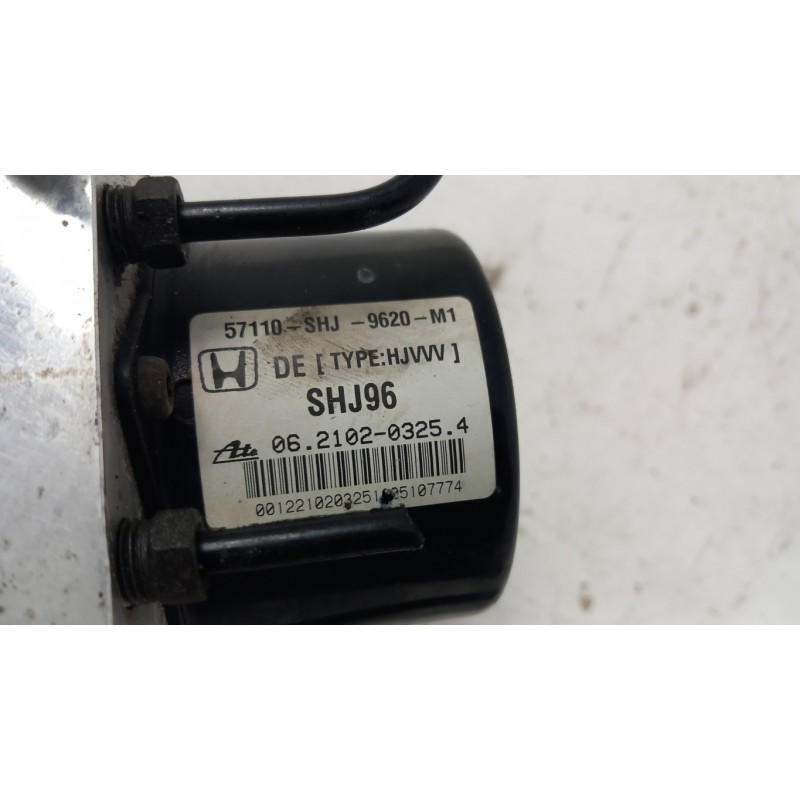 57110-SHJ -9620-M1
DE [ TYPE:HJVVV ]
SHJ96
Ate 06.2102-0325.4